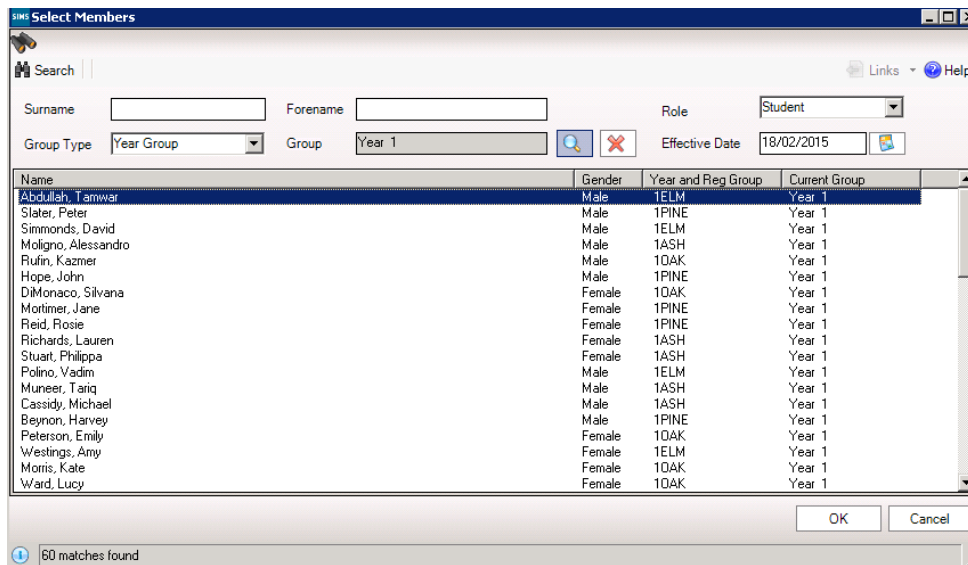 SIMS Select Members
Search Links Help
Surname Forename Role Student
Group Type Year Group Group Year 1 Effective Date 18/02/2015
Name Gender Year and Reg Group Current Group
Abdullah, Tamwar Male 1ELM Year 1
Slater, Peter Male 1PINE Year 1
Simmonds, David Male 1ELM Year 1
Moligno, Alessandro Male 1ASH Year 1
Rufin, Kazmer Male 1OAK Year 1
Hope, John Male 1PINE Year 1
DiMonaco, Silvana Female 1OAK Year 1
Mortimer, Jane Female 1PINE Year 1
Reid, Rosie Female 1PINE Year 1
Richards, Lauren Female 1ASH Year 1
Stuart, Philippa Female 1ASH Year 1
Polino, Vadim Male 1ELM Year 1
Muneer, Tariq Male 1ASH Year 1
Cassidy, Michael Male 1ASH Year 1
Beynon, Harvey Male 1PINE Year 1
Peterson, Emily Female 1OAK Year 1
Westings, Amy Female 1ELM Year 1
Morris, Kate Female 1OAK Year 1
Ward, Lucy Female 1OAK Year 1
OK Cancel
60 matches found